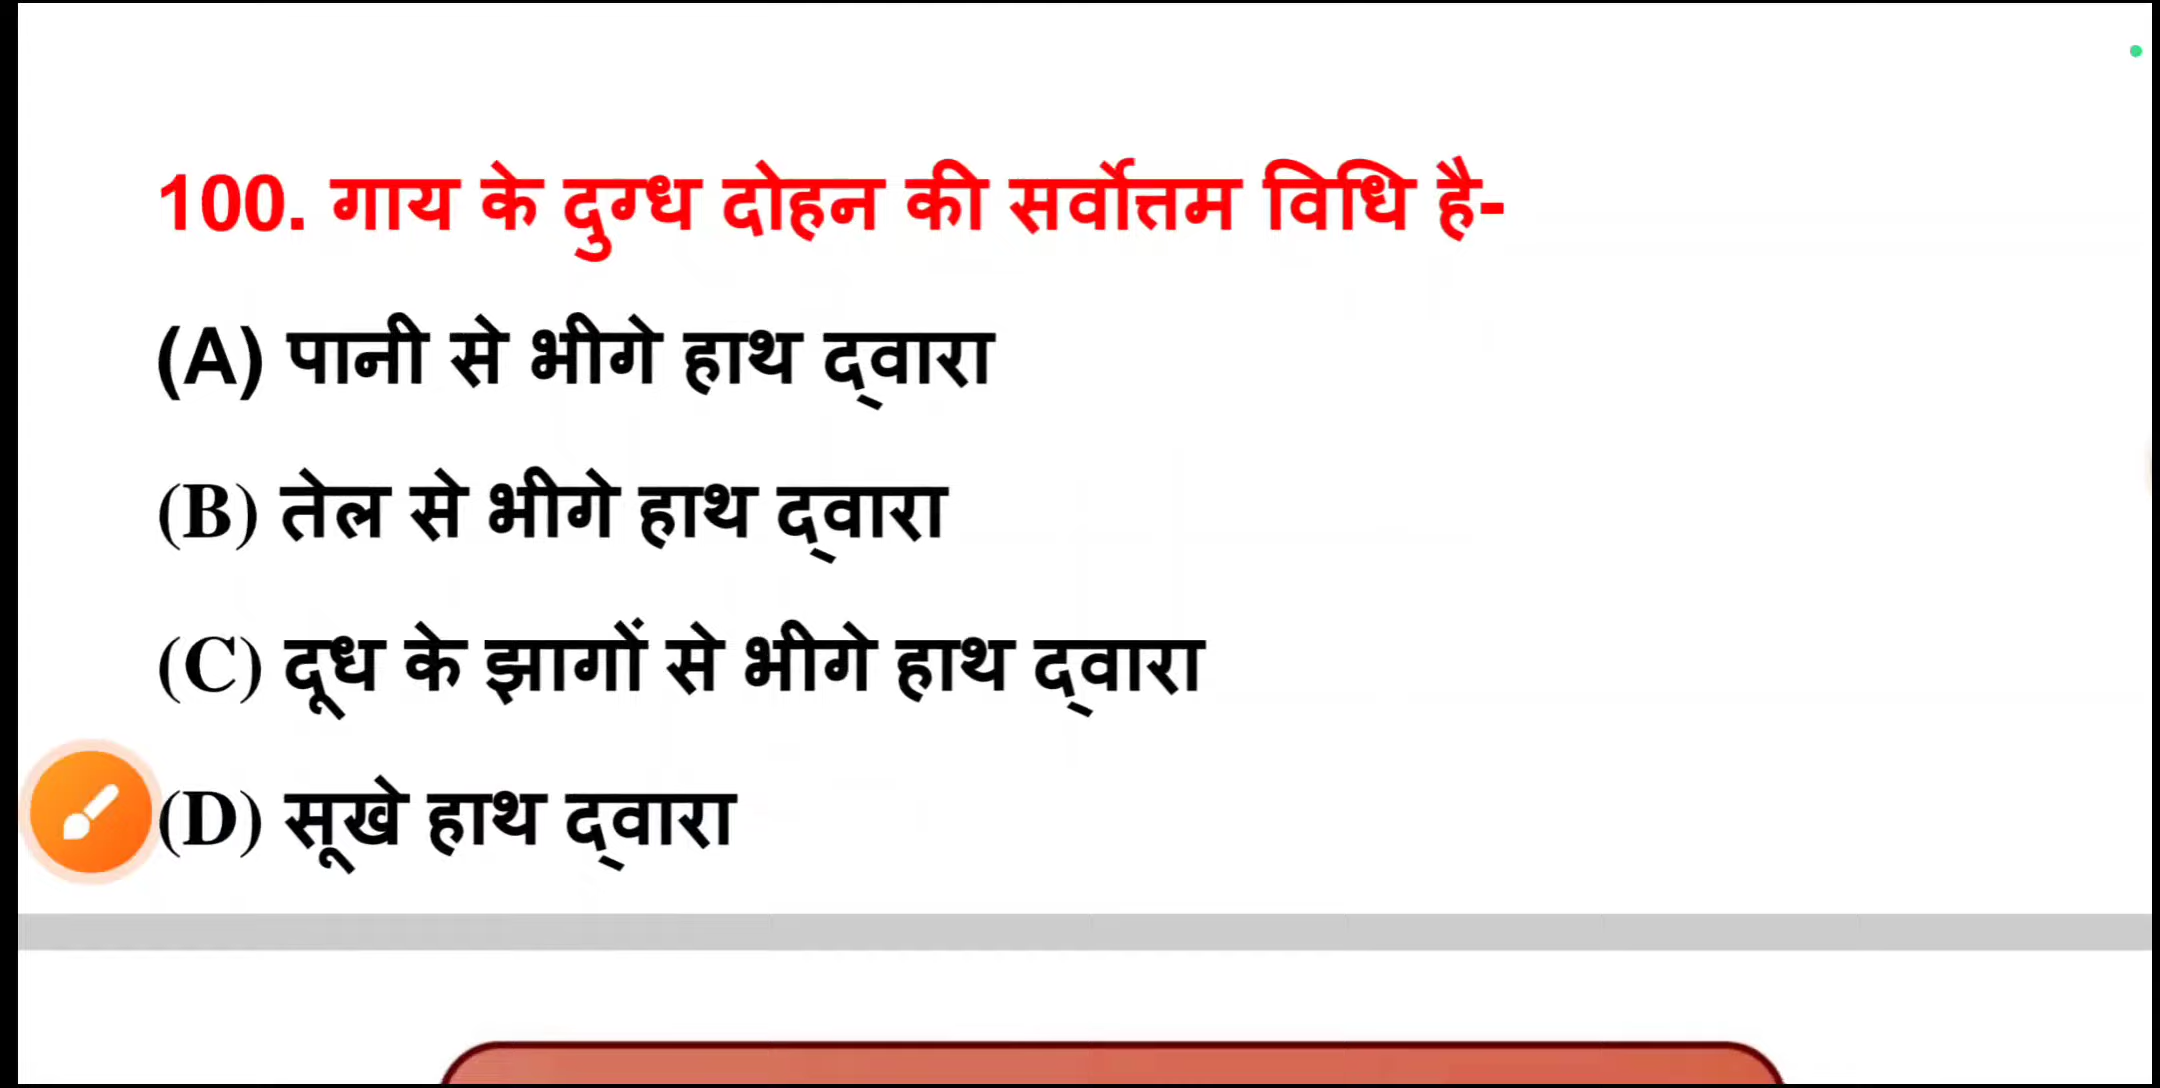 100. गाय के दुग्ध दोहन की सर्वोत्तम विधि है-
(A) पानी से भीगे हाथ द्वारा
(B) तेल से भीगे हाथ द्वारा
(C) दूध के झागों से भीगे हाथ द्वारा
(D) सूखे हाथ द्वारा